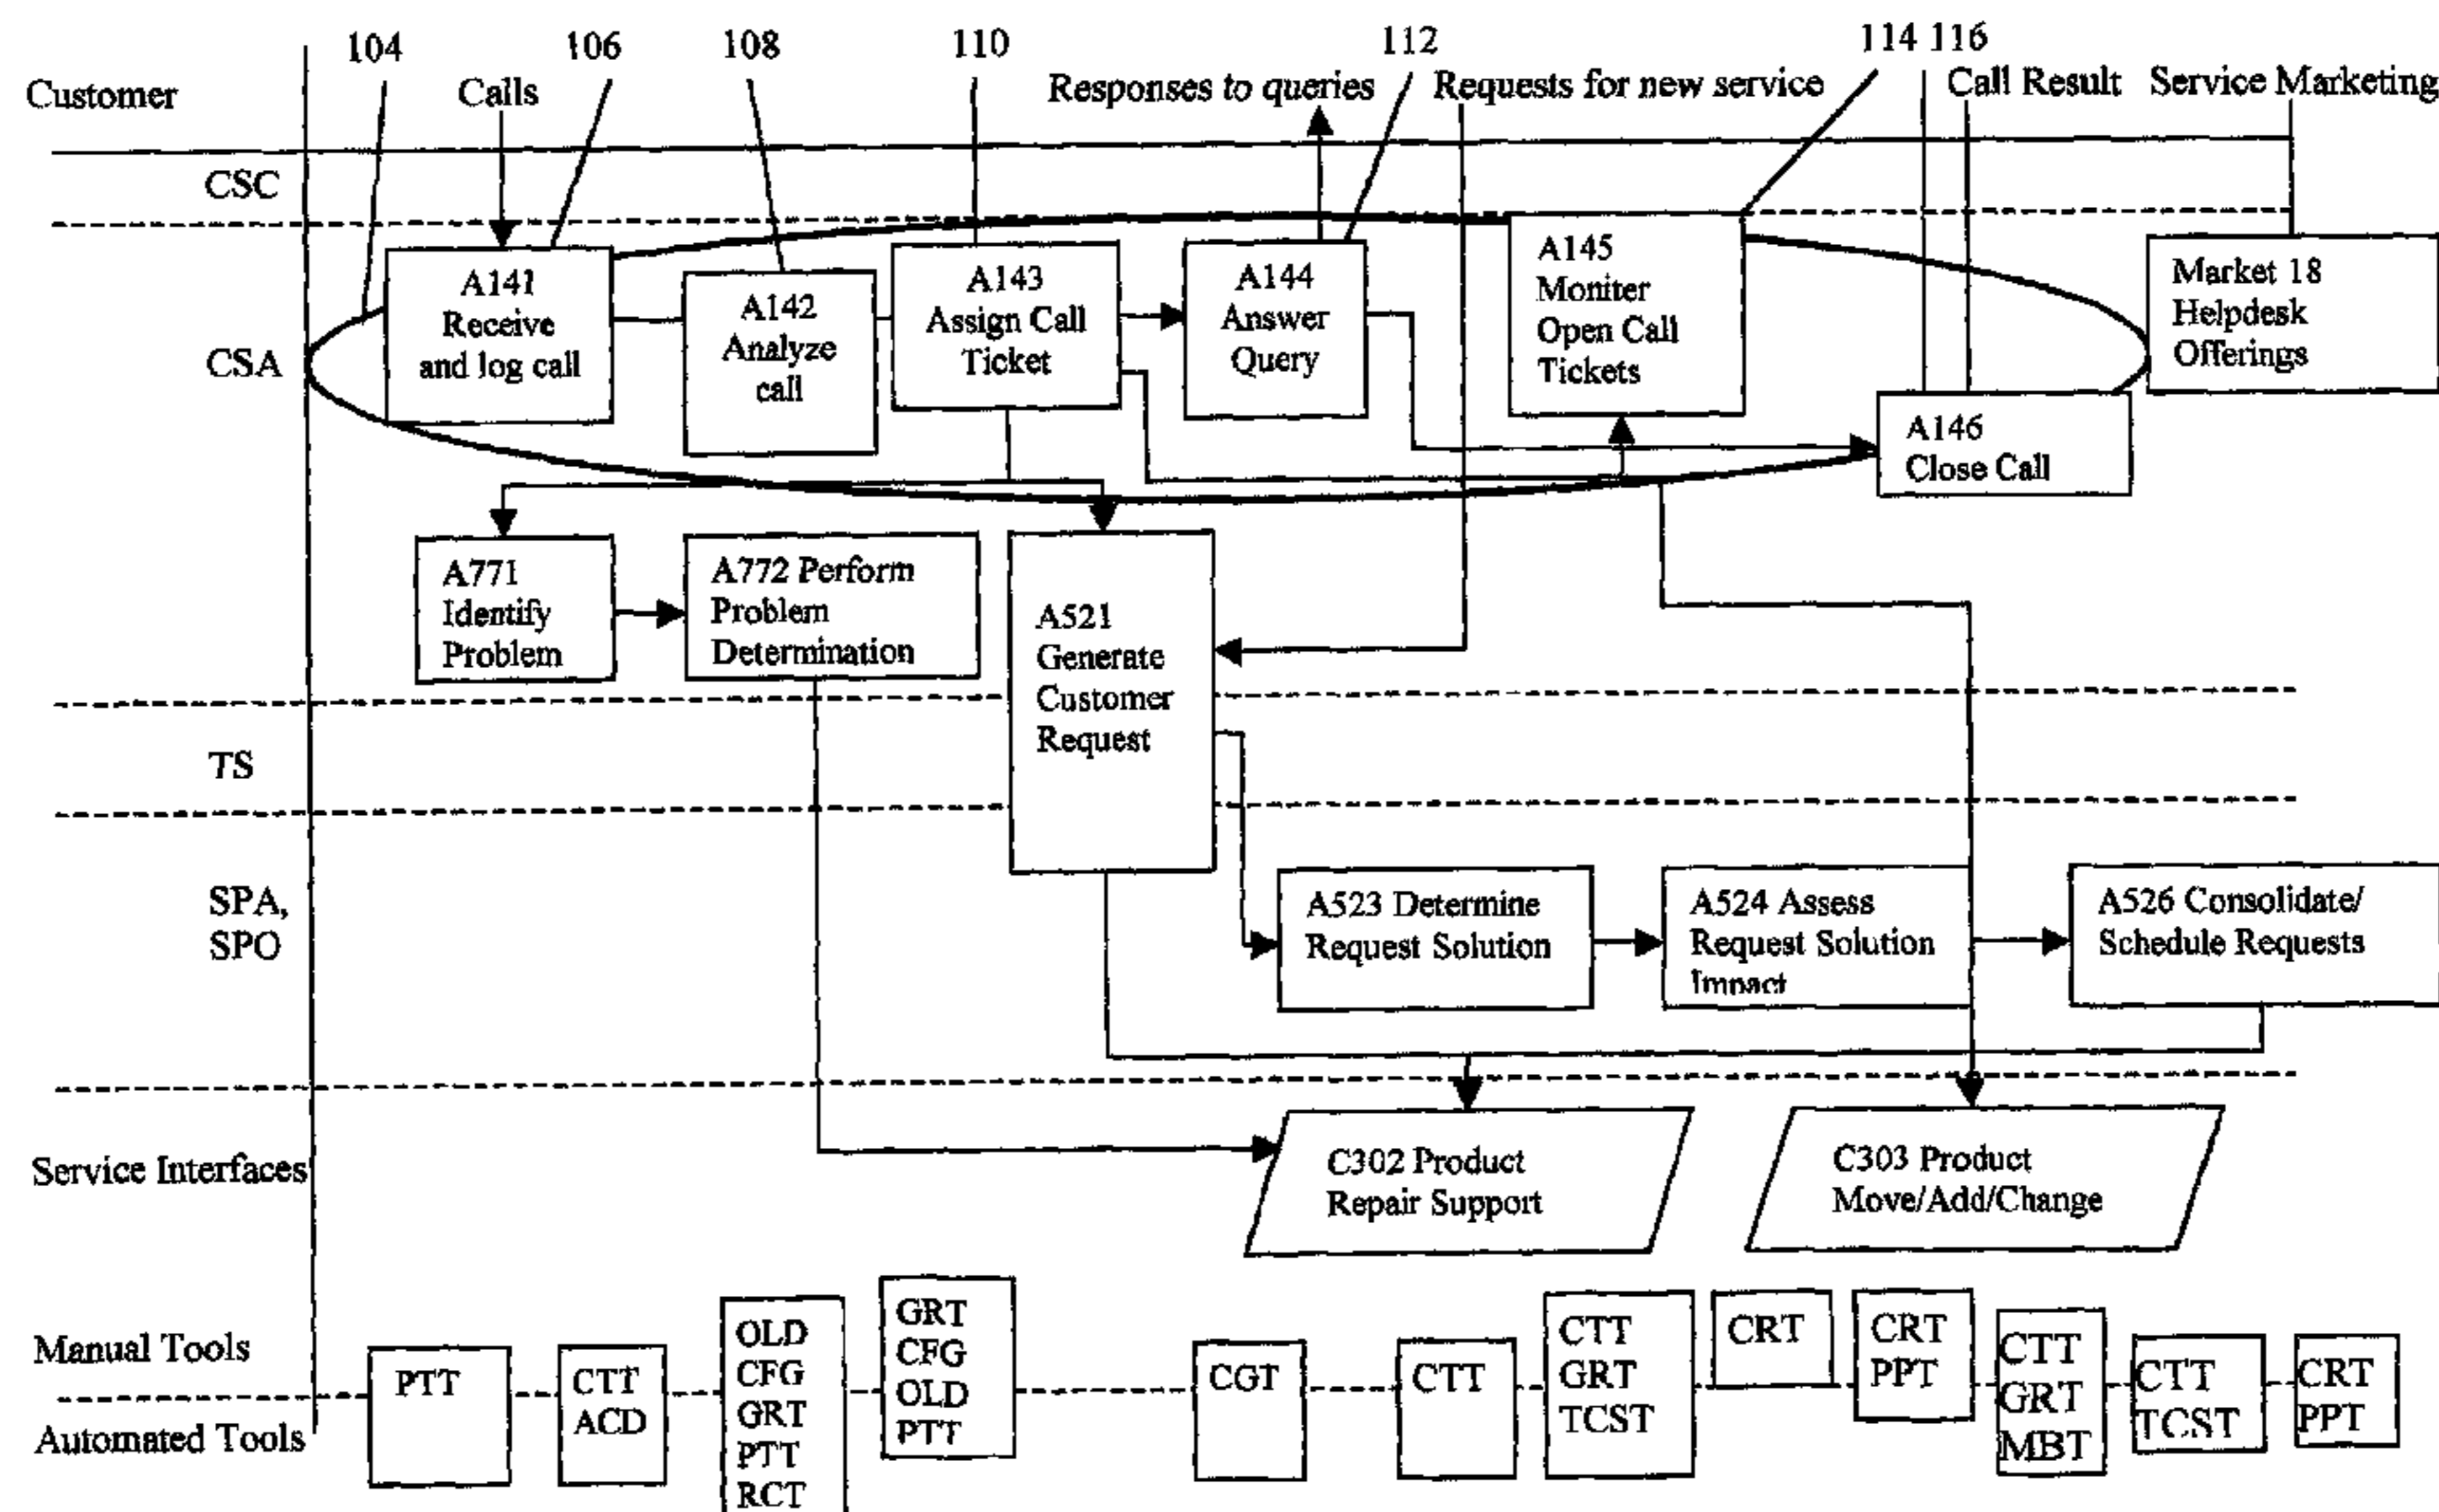 104
106
108
110
112
114 116
Customer
Calls
Responses to queries
Requests for new service
Call Result
Service Marketing
CSC
CSA
A141
Receive
and log call
A142
Analyze
call
A143
Assign Call
Ticket
A144
Answer
Query
A145
Moniter
Open Call
Tickets
A146
Close Call
Market 18
Helpdesk
Offerings
A771
Identify
Problem
A772 Perform
Problem
Determination
A521
Generate
Customer
Request
TS
SPA,
SPO
A523 Determine
Request Solution
A524 Assess
Request Solution
Impact
A526 Consolidate/
Schedule Requests
Service Interfaces
C302 Product
Repair Support
C303 Product
Move/Add/Change
Manual Tools
Automated Tools
PTT
CTT
ACD
OLD
CFG
GRT
PTT
RCT
GRT
CFG
OLD
PTT
CGT
CTT
CTT
GRT
TCST
CRT
CRT
PPT
CTT
GRT
MBT
CTT
TCST
CRT
PPT